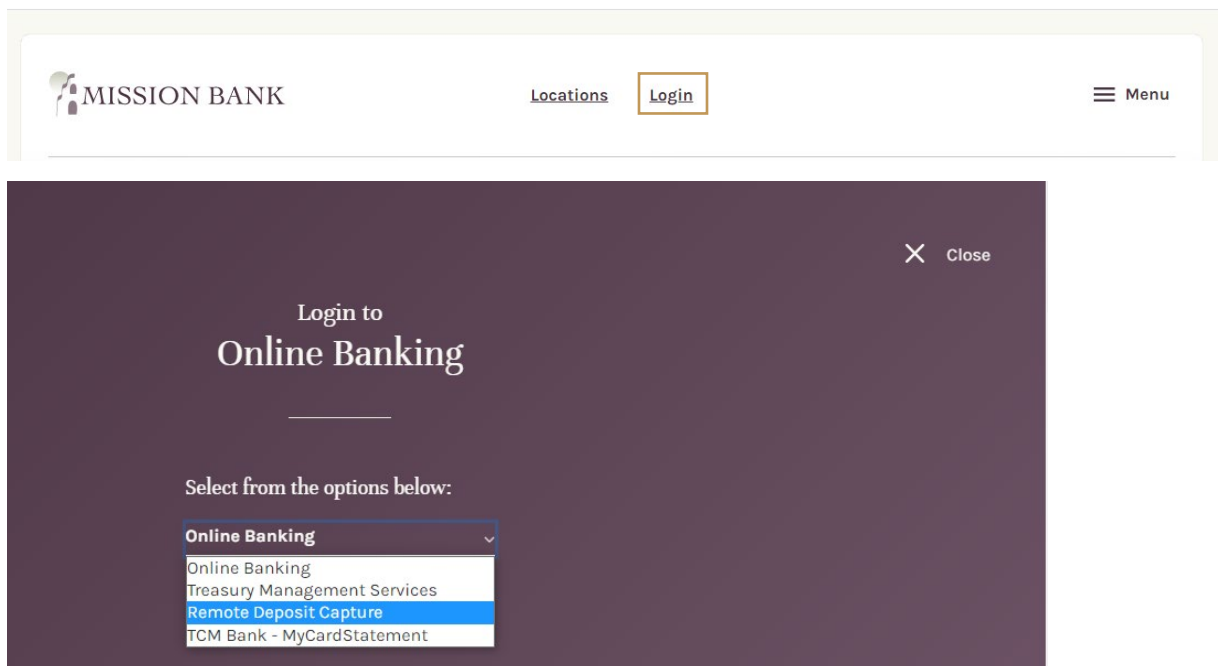 MISSION BANK
Locations Login
Menu
Close
Login to
Online Banking
Select from the options below:
Online Banking
Online Banking
Treasury Management Services
Remote Deposit Capture
TCM Bank - MyCardStatement